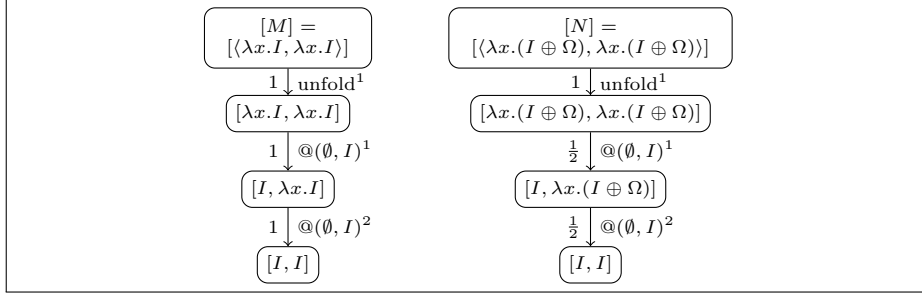 [M] =
[⟨λx.I, λx.I⟩]
[N] =
[⟨λx.(I ⊕ Ω), λx.(I ⊕ Ω)⟩]
1 unfold¹
1 unfold¹
[λx.I, λx.I]
[λx.(I ⊕ Ω), λx.(I ⊕ Ω)]
1 @(∅, I)¹
½ @(∅, I)¹
[I, λx.I]
[I, λx.(I ⊕ Ω)]
1 @(∅, I)²
½ @(∅, I)²
[I, I]
[I, I]